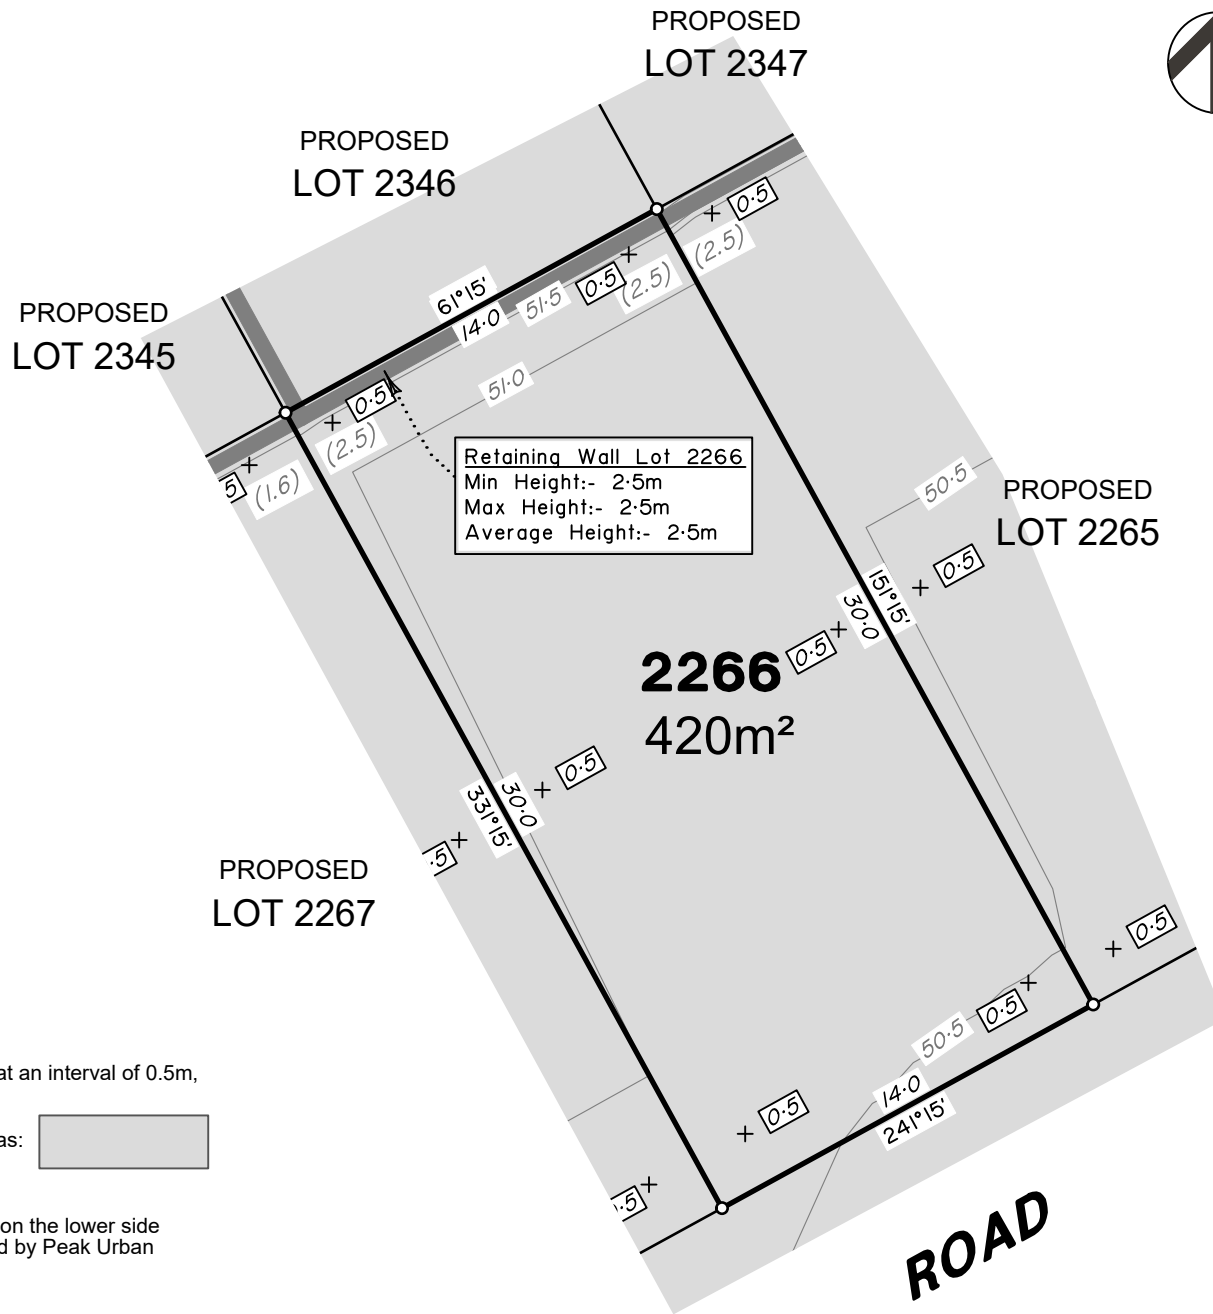 PROPOSED
LOT 2347
PROPOSED
LOT 2346
PROPOSED
LOT 2345
61°15'
14·0
51·5
0·5
(2.5)
0·5
(2.5)
51·0
0·5
(2.5)
5
(1.6)
Retaining Wall Lot 2266
Min Height:- 2·5m
Max Height:- 2·5m
Average Height:- 2·5m
50·5
PROPOSED
LOT 2265
0·5
151°15'
30·0
0·5
2266
420m²
0·5
30·0
331°15'
·5
PROPOSED
LOT 2267
0·5
0·5
50·5
14·0
241°15'
0·5
·5
ROAD
at an interval of 0.5m,
as:
on the lower side
d by Peak Urban